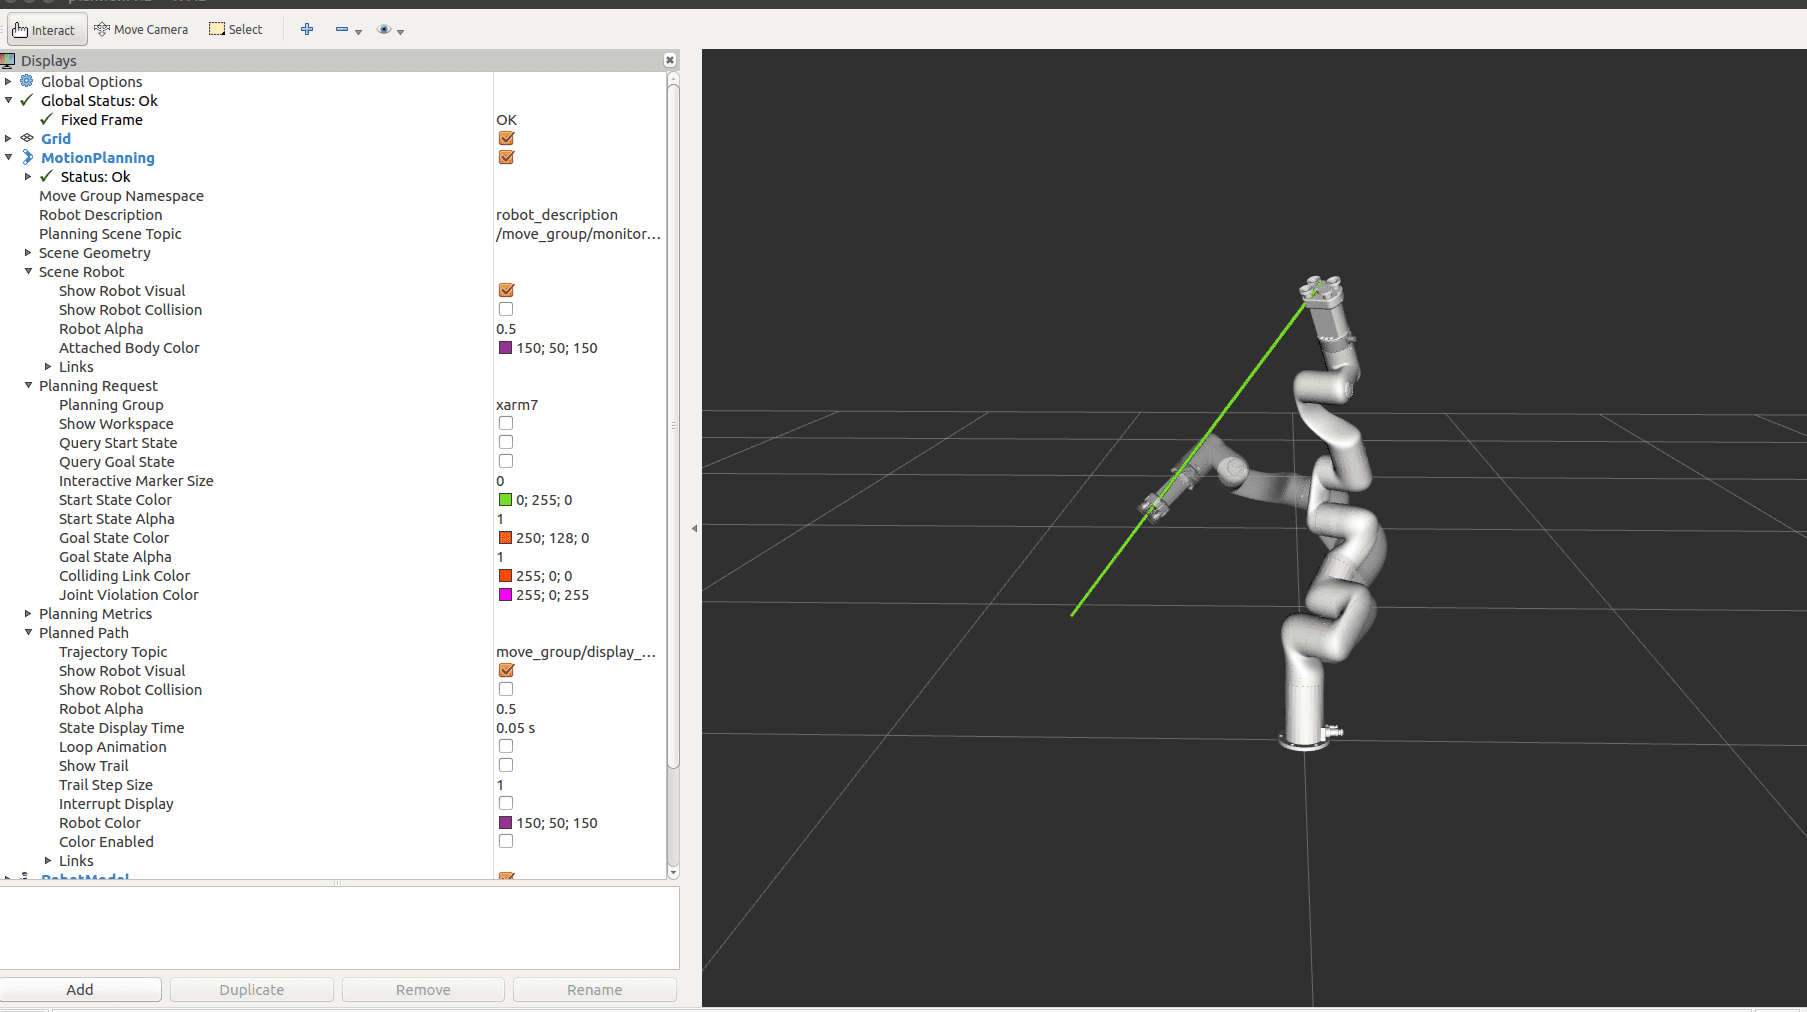 Interact Move Camera Select
Displays
Global Options
Global Status: Ok
Fixed Frame OK
Grid
MotionPlanning
Status: Ok
Move Group Namespace
Robot Description robot_description
Planning Scene Topic /move_group/monitor...
Scene Geometry
Scene Robot
Show Robot Visual
Show Robot Collision
Robot Alpha 0.5
Attached Body Color 150; 50; 150
Links
Planning Request
Planning Group xarm7
Show Workspace
Query Start State
Query Goal State
Interactive Marker Size 0
Start State Color 0; 255; 0
Start State Alpha 1
Goal State Color 250; 128; 0
Goal State Alpha 1
Colliding Link Color 255; 0; 0
Joint Violation Color 255; 0; 255
Planning Metrics
Planned Path
Trajectory Topic move_group/display_...
Show Robot Visual
Show Robot Collision
Robot Alpha 0.5
State Display Time 0.05 s
Loop Animation
Show Trail
Trail Step Size 1
Interrupt Display
Robot Color 150; 50; 150
Color Enabled
Links
RobotModel
Add Duplicate Remove Rename